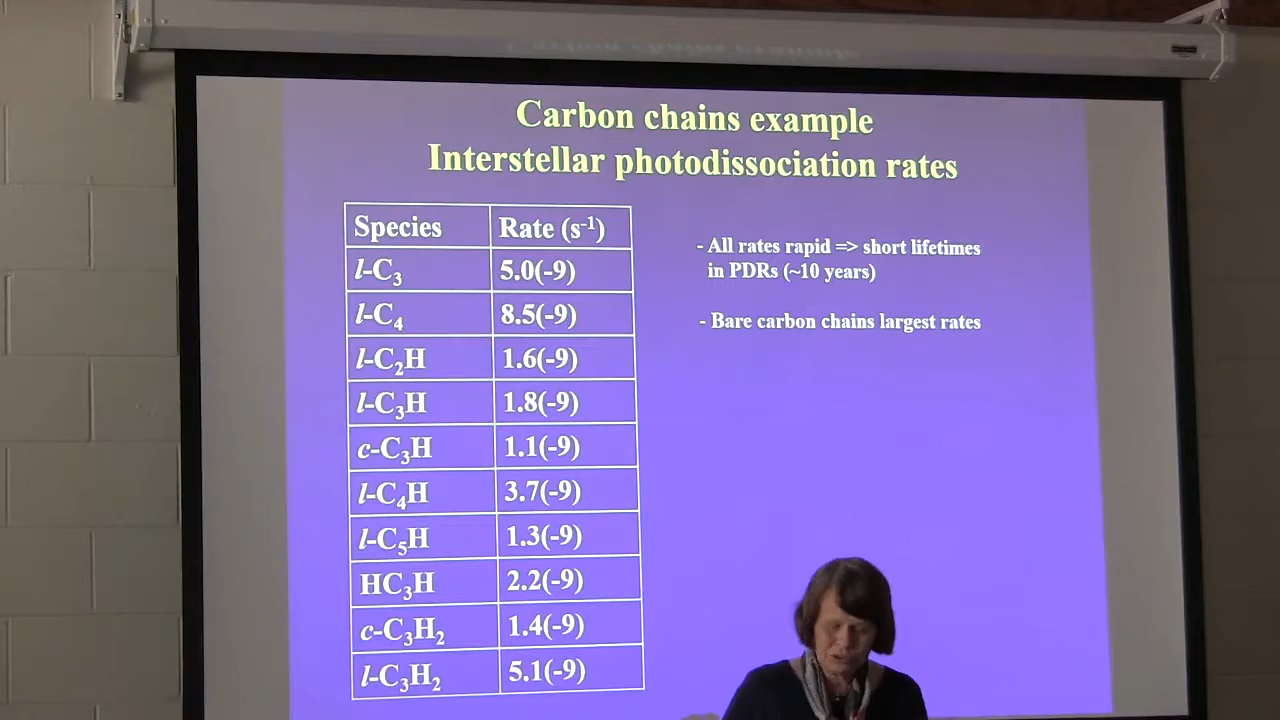 Carbon chains example
Interstellar photodissociation rates
Species Rate (s⁻¹)
l-C₃ 5.0(-9)
l-C₄ 8.5(-9)
l-C₂H 1.6(-9)
l-C₃H 1.8(-9)
c-C₃H 1.1(-9)
l-C₄H 3.7(-9)
l-C₅H 1.3(-9)
HC₃H 2.2(-9)
c-C₃H₂ 1.4(-9)
l-C₃H₂ 5.1(-9)
- All rates rapid => short lifetimes
in PDRs (~10 years)
- Bare carbon chains largest rates